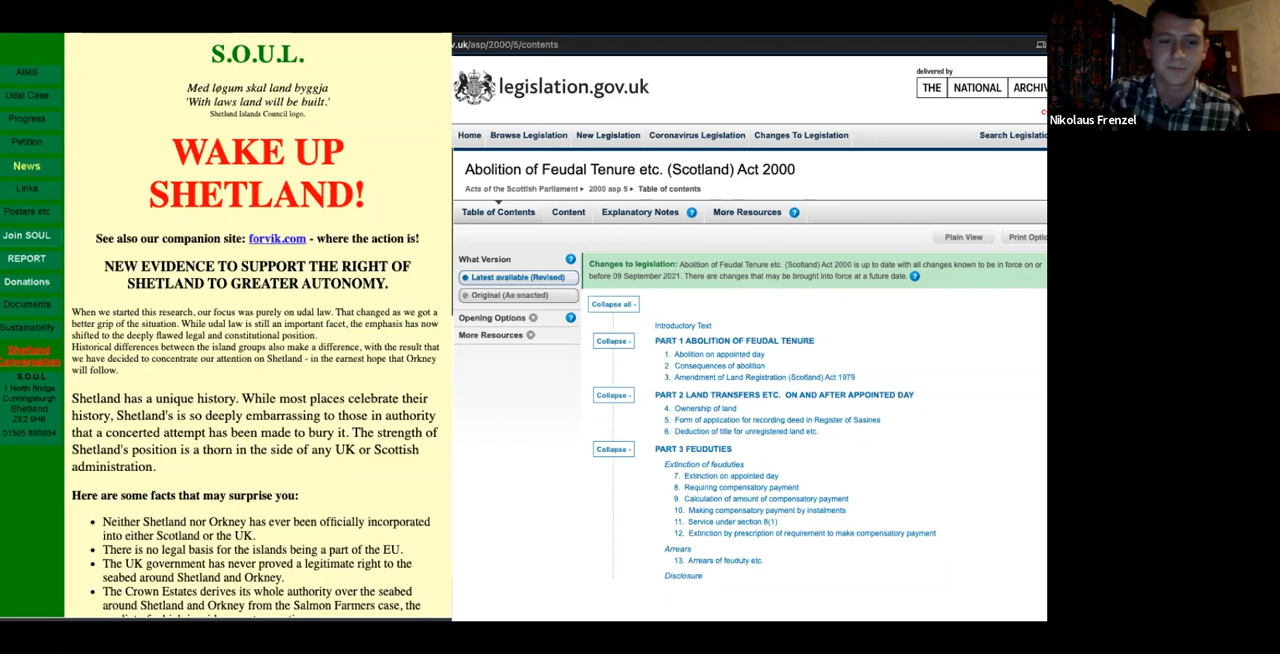 AIMS
Udal Case
Progress
Petition
News
Links
Posters etc
Join SOUL
REPORT
Donations
Documents
Sustainability
Shetland
Conversation
S.O.U.L
1 North Bridge
Cunningsburgh
Shetland
ZE2 9HB
S.O.U.L.
Med løgum skal land byggja
'With laws land will be built.'
Shetland Islands Council logo.
WAKE UP
SHETLAND!
See also our companion site: forvik.com - where the action is!
NEW EVIDENCE TO SUPPORT THE RIGHT OF
SHETLAND TO GREATER AUTONOMY.
When we started this research, our focus was purely on udal law. That changed as we got a
better grip of the situation. While udal law is still an important facet, the emphasis has now
shifted to the deeply flawed legal and constitutional position.
Historical differences between the island groups also make a difference, with the result that
we have decided to concentrate our attention on Shetland - in the earnest hope that Orkney
will follow.
Shetland has a unique history. While most places celebrate their
history, Shetland's is so deeply embarrassing to those in authority
that a concerted attempt has been made to bury it. The strength of
Shetland's position is a thorn in the side of any UK or Scottish
administration.
Here are some facts that may surprise you:
• Neither Shetland nor Orkney has ever been officially incorporated
into either Scotland or the UK.
• There is no legal basis for the islands being a part of the EU.
• The UK government has never proved a legitimate right to the
seabed around Shetland and Orkney.
• The Crown Estates derives its whole authority over the seabed
around Shetland and Orkney from the Salmon Farmers case, the
.uk/asp/2000/5/contents
legislation.gov.uk
delivered by
THE NATIONAL ARCHIV
Home Browse Legislation New Legislation Coronavirus Legislation Changes To Legislation Search Legislatio
Abolition of Feudal Tenure etc. (Scotland) Act 2000
Acts of the Scottish Parliament 2000 asp 5 Table of contents
Table of Contents Content Explanatory Notes ? More Resources ?
Plain View Print Optio
What Version ?
Latest available (Revised)
Original (As enacted)
Opening Options ?
More Resources
Changes to legislation: Abolition of Feudal Tenure etc. (Scotland) Act 2000 is up to date with all changes known to be in force on or
before 09 September 2021. There are changes that may be brought into force at a future date. ?
Collapse all -
Introductory Text
Collapse - PART 1 ABOLITION OF FEUDAL TENURE
1. Abolition on appointed day
2. Consequences of abolition
3. Amendment of Land Registration (Scotland) Act 1979
Collapse - PART 2 LAND TRANSFERS ETC. ON AND AFTER APPOINTED DAY
4. Ownership of land
5. Form of application for recording deed in Register of Sasines
6. Deduction of title for unregistered land etc.
Collapse - PART 3 FEUDUTIES
Extinction of feuduties
7. Extinction on appointed day
8. Requiring compensatory payment
9. Calculation of amount of compensatory payment
10. Making compensatory payment by instalments
11. Service under section 8(1)
12. Extinction by prescription of requirement to make compensatory payment
Arrears
13. Arrears of feuduty etc.
Disclosure
Nikolaus Frenzel